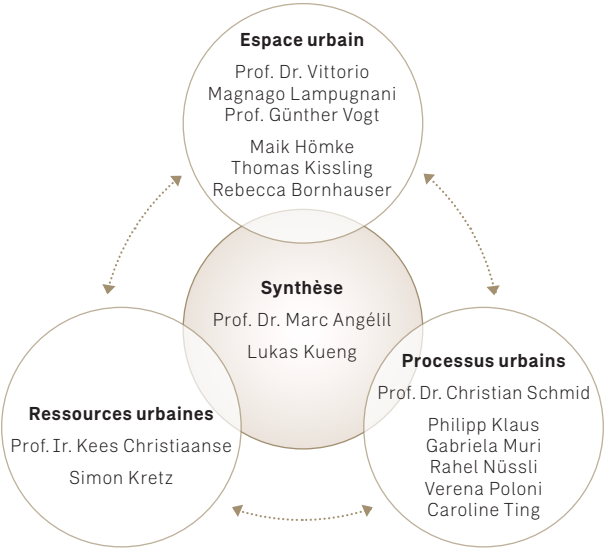 Espace urbain
Prof. Dr. Vittorio
Magnago Lampugnani
Prof. Günther Vogt
Maik Hömke
Thomas Kissling
Rebecca Bornhauser
Synthèse
Prof. Dr. Marc Angélil
Lukas Kueng
Ressources urbaines
Prof. Ir. Kees Christiaanse
Simon Kretz
Processus urbains
Prof. Dr. Christian Schmid
Philipp Klaus
Gabriela Muri
Rahel Nüssli
Verena Poloni
Caroline Ting